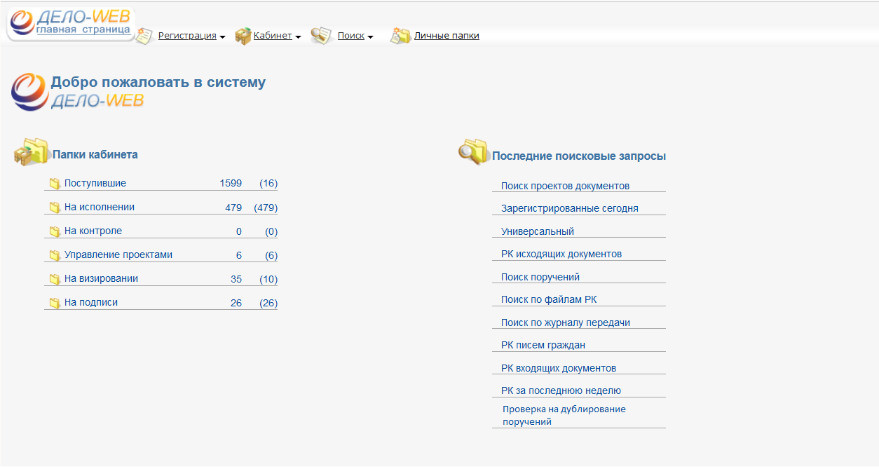 ДЕЛО-WEB
главная страница
Регистрация Кабинет Поиск Личные папки
Добро пожаловать в систему
ДЕЛО-WEB
Папки кабинета
Поступившие 1599 (16)
На исполнении 479 (479)
На контроле 0 (0)
Управление проектами 6 (6)
На визировании 35 (10)
На подписи 26 (26)
Последние поисковые запросы
Поиск проектов документов
Зарегистрированные сегодня
Универсальный
РК исходящих документов
Поиск поручений
Поиск по файлам РК
Поиск по журналу передачи
РК писем граждан
РК входящих документов
РК за последнюю неделю
Проверка на дублирование
поручений